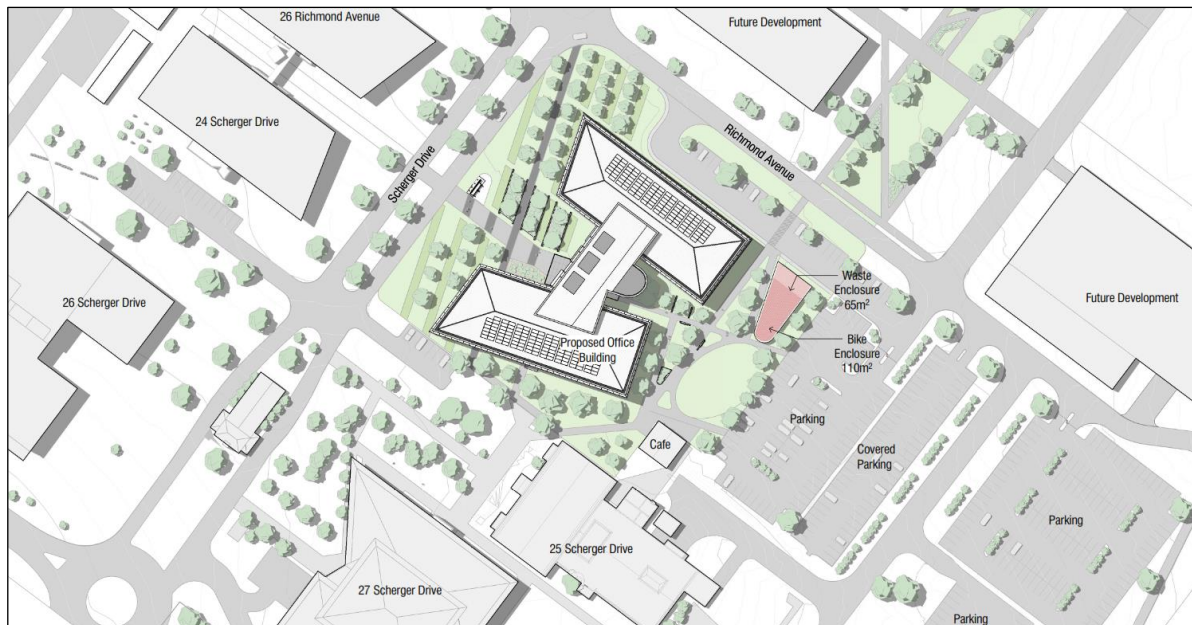 26 Richmond Avenue
Future Development
24 Scherger Drive
Richmond Avenue
Scherger Drive
26 Scherger Drive
Waste
Enclosure
65m²
Future Development
Proposed Office
Building
Bike
Enclosure
110m²
Parking
Cafe
Covered
Parking
Parking
25 Scherger Drive
27 Scherger Drive
Parking